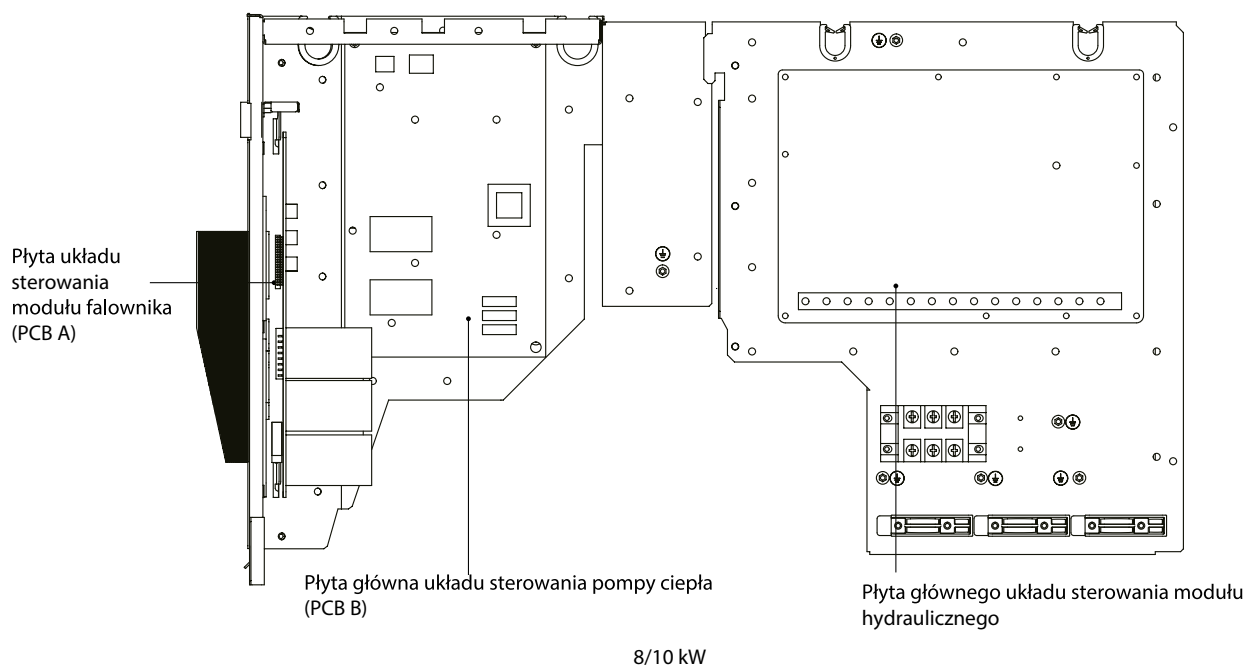 Płyta układu
sterowania
modułu falownika
(PCB A)
Płyta główna układu sterowania pompy ciepła
(PCB B)
Płyta głównego układu sterowania modułu
hydraulicznego
8/10 kW